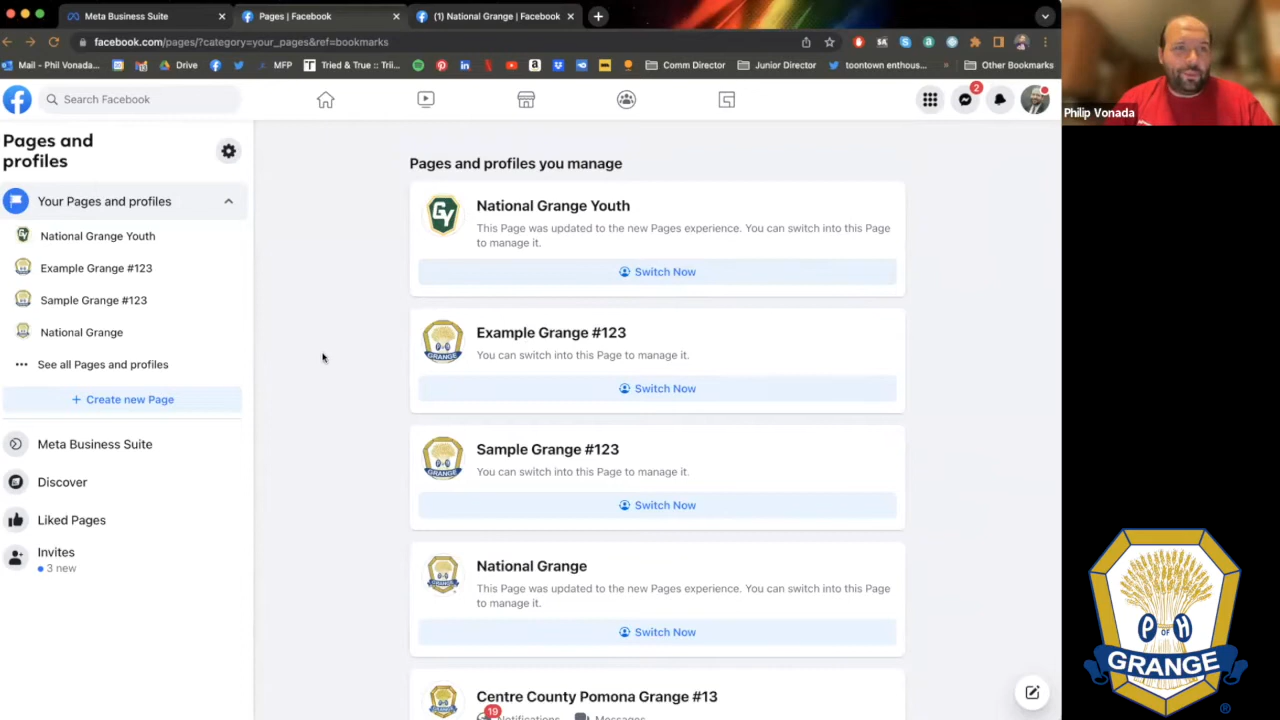 Meta Business Suite
Pages | Facebook
(1) National Grange | Facebook
facebook.com/pages/?category=your_pages&ref=bookmarks
Mail - Phil Vonada...
Drive
MFP
Tried & True :: Trii...
Comm Director
Junior Director
toontown enthous...
Other Bookmarks
Search Facebook
2
Philip Vonada
Pages and profiles
Your Pages and profiles
National Grange Youth
Example Grange #123
Sample Grange #123
National Grange
See all Pages and profiles
+ Create new Page
Meta Business Suite
Discover
Liked Pages
Invites
3 new
Pages and profiles you manage
GY
National Grange Youth
This Page was updated to the new Pages experience. You can switch into this Page
to manage it.
Switch Now
Example Grange #123
You can switch into this Page to manage it.
Switch Now
Sample Grange #123
You can switch into this Page to manage it.
Switch Now
National Grange
This Page was updated to the new Pages experience. You can switch into this Page
to manage it.
Switch Now
Centre County Pomona Grange #13
19
Notifications
Messages
P OF H
GRANGE
®